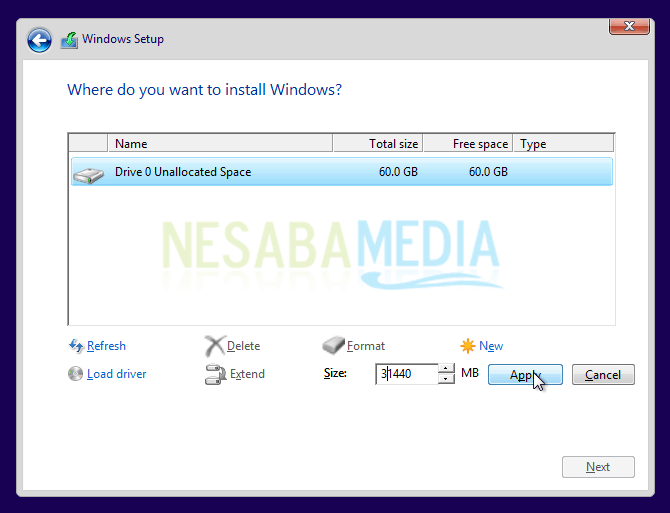 Windows Setup
Where do you want to install Windows?
Name Total size Free space Type
Drive 0 Unallocated Space 60.0 GB 60.0 GB
NESABAMEDIA
Refresh Delete Format New
Load driver Extend Size: 31440 MB Apply Cancel
Next